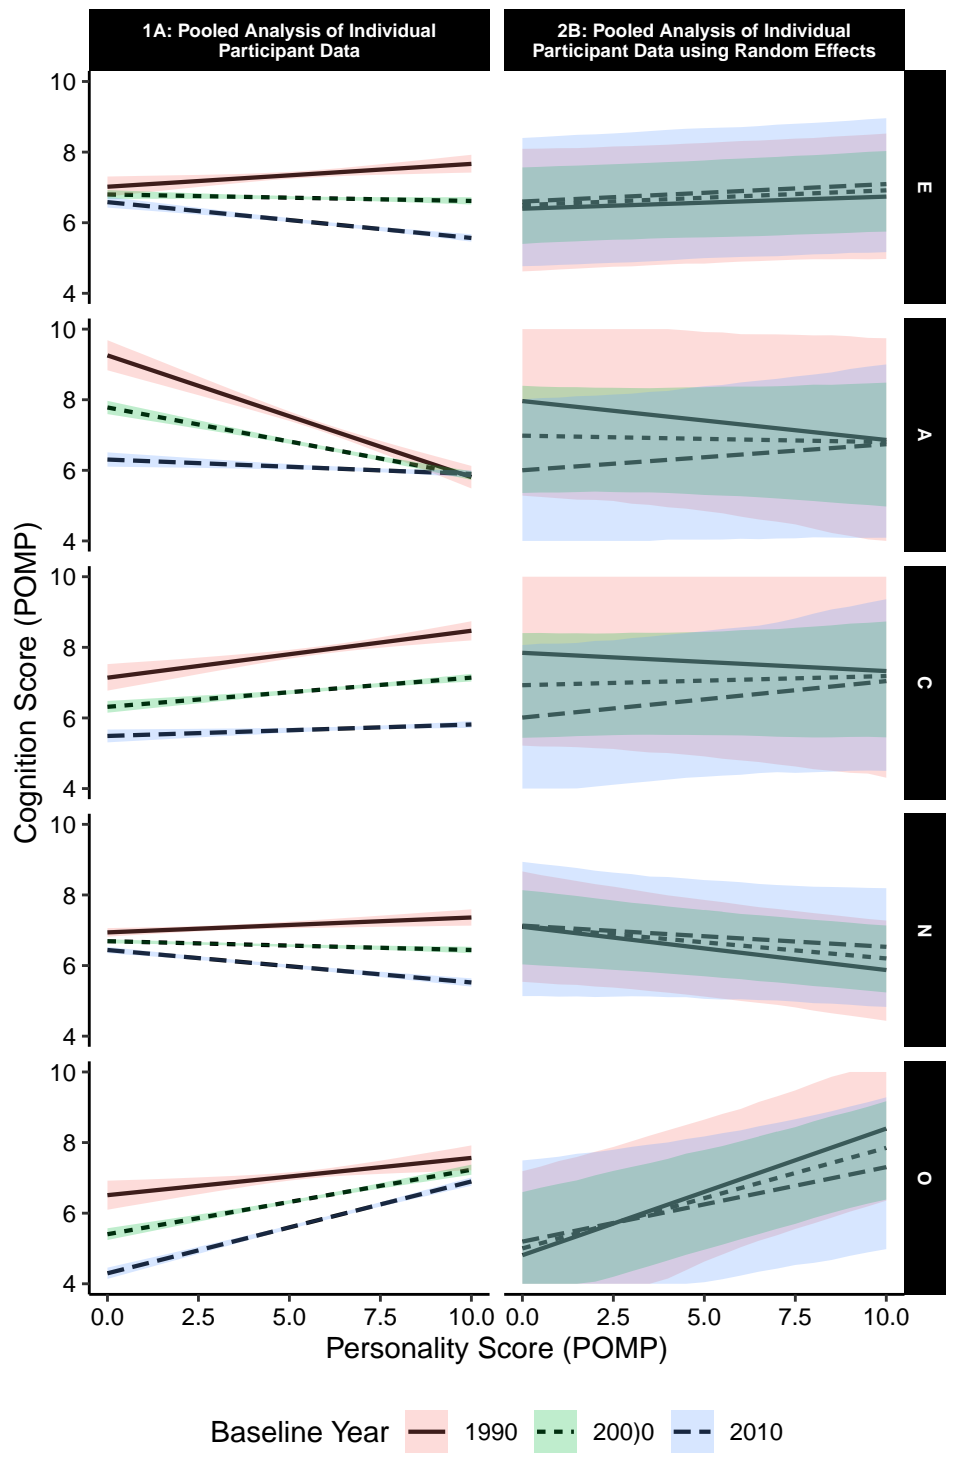 1A: Pooled Analysis of Individual
Participant Data
2B: Pooled Analysis of Individual
Participant Data using Random Effects
10
8
6
4
E
10
8
6
4
A
10
8
6
4
C
10
8
6
4
N
10
8
6
4
O
Cognition Score (POMP)
0.0 2.5 5.0 7.5 10.0 0.0 2.5 5.0 7.5 10.0
Personality Score (POMP)
Baseline Year 1990 200)0 2010